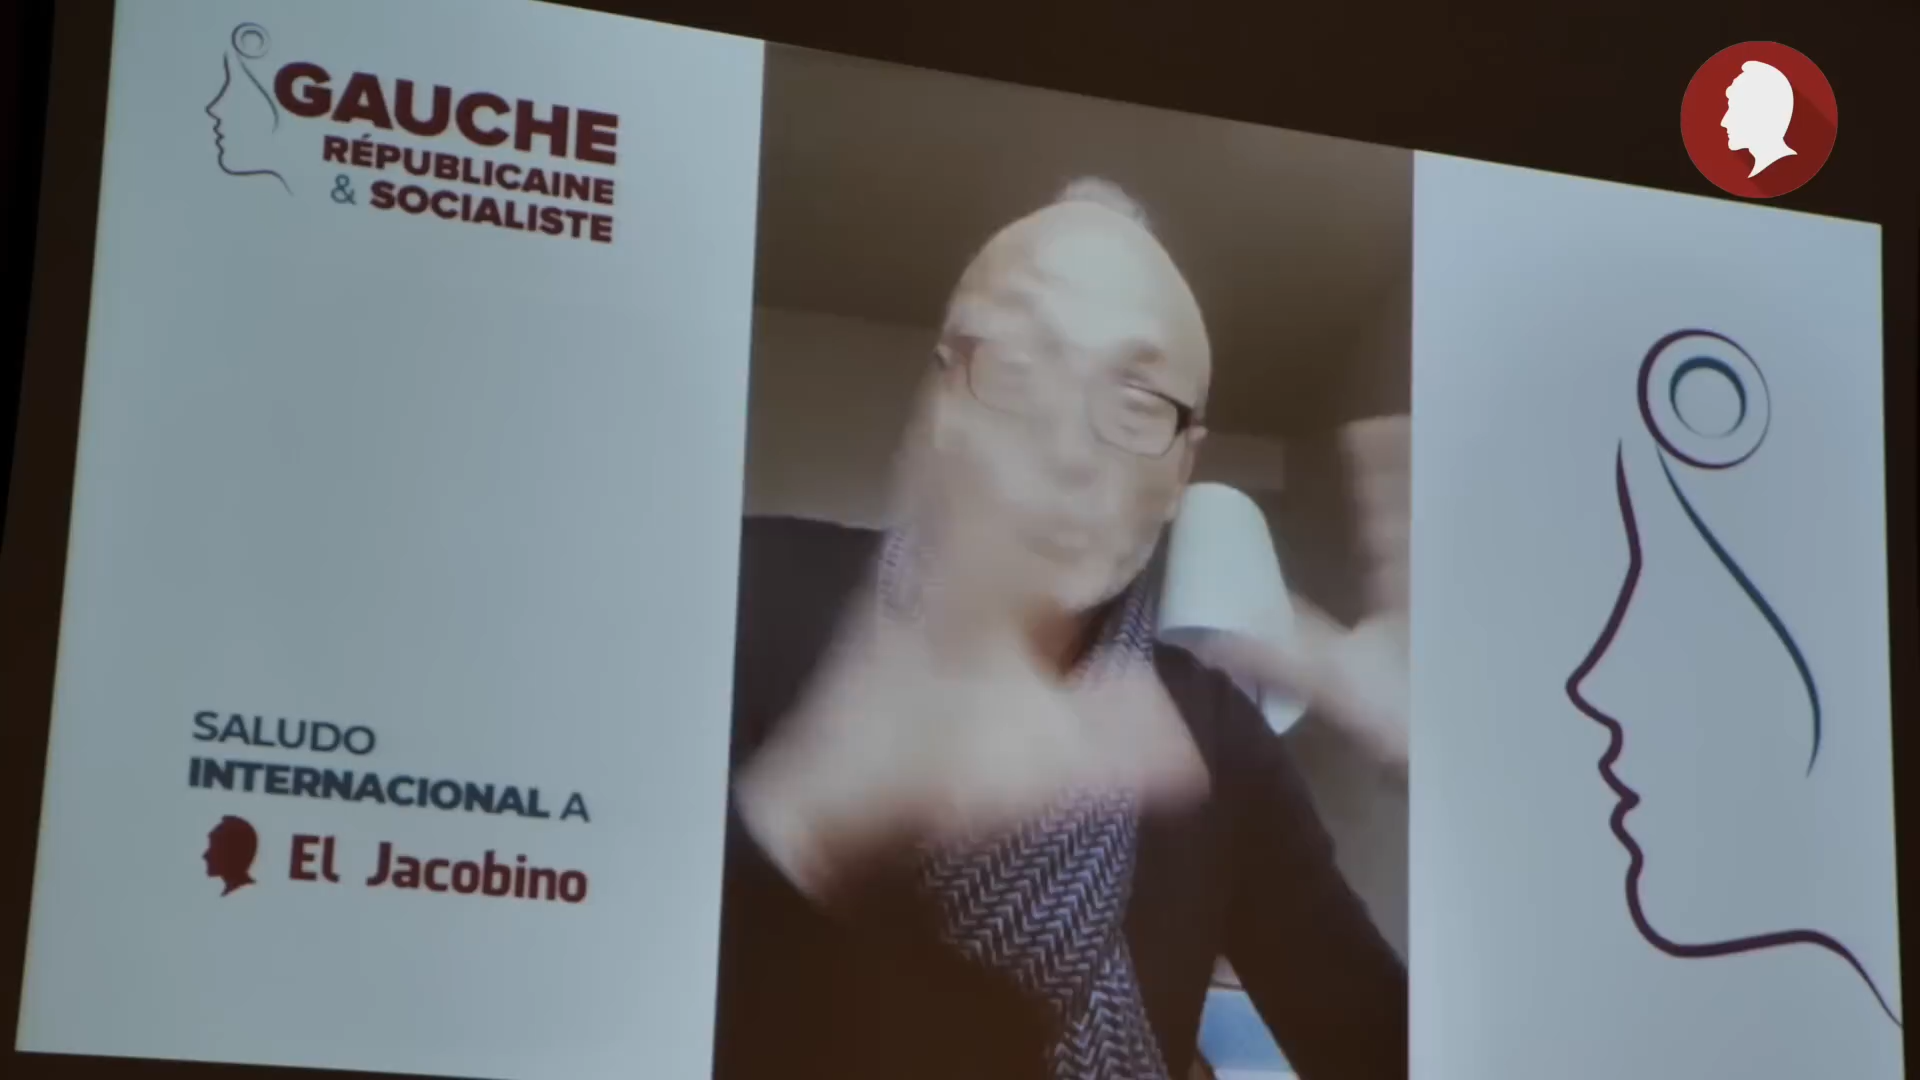 GAUCHE
RÉPUBLICAINE
& SOCIALISTE
SALUDO
INTERNACIONAL A
El Jacobino